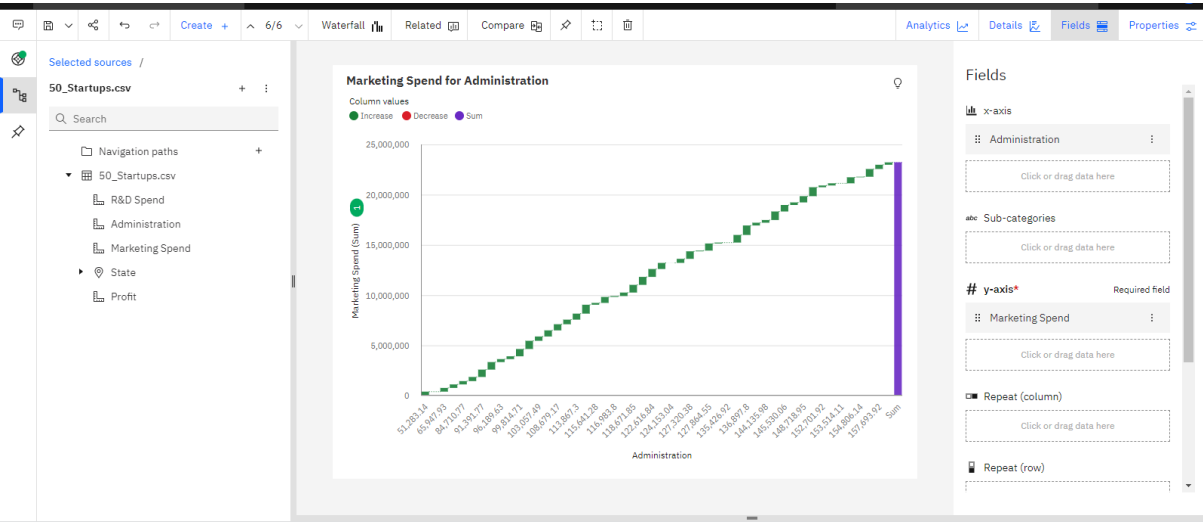 Create +
6/6
Waterfall
Related
Compare
Analytics
Details
Fields
Properties
Selected sources /
50_Startups.csv
Search
Navigation paths
50_Startups.csv
R&D Spend
Administration
Marketing Spend
State
Profit
Marketing Spend for Administration
Column values
Increase
Decrease
Sum
25,000,000
20,000,000
15,000,000
10,000,000
5,000,000
0
1
Marketing Spend (Sum)
51,283.14
65,947.93
84,710.77
91,391.77
96,189.63
99,814.71
103,057.49
108,679.17
113,867.3
115,641.28
116,983.8
118,671.85
122,616.84
124,153.04
127,320.38
127,864.55
135,426.92
136,897.8
144,135.98
145,530.06
148,718.95
152,701.92
153,514.11
154,806.14
157,693.92
Sum
Administration
Fields
x-axis
Administration
Click or drag data here
abc Sub-categories
Click or drag data here
# y-axis*
Required field
Marketing Spend
Click or drag data here
Repeat (column)
Click or drag data here
Repeat (row)